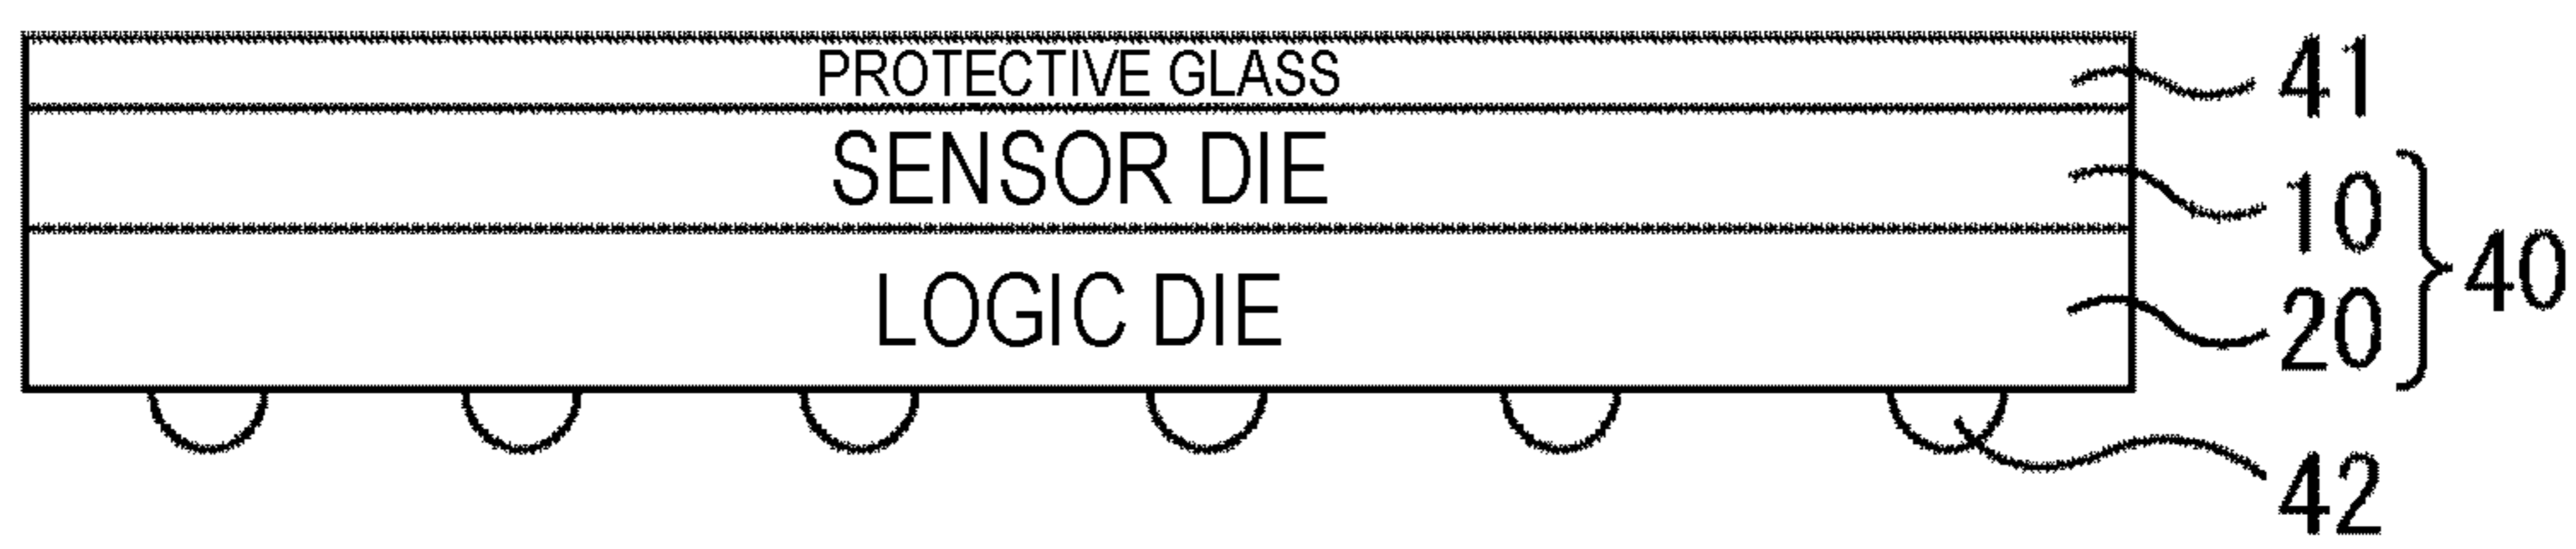 PROTECTIVE GLASS
41
SENSOR DIE
10
40
LOGIC DIE
20
42